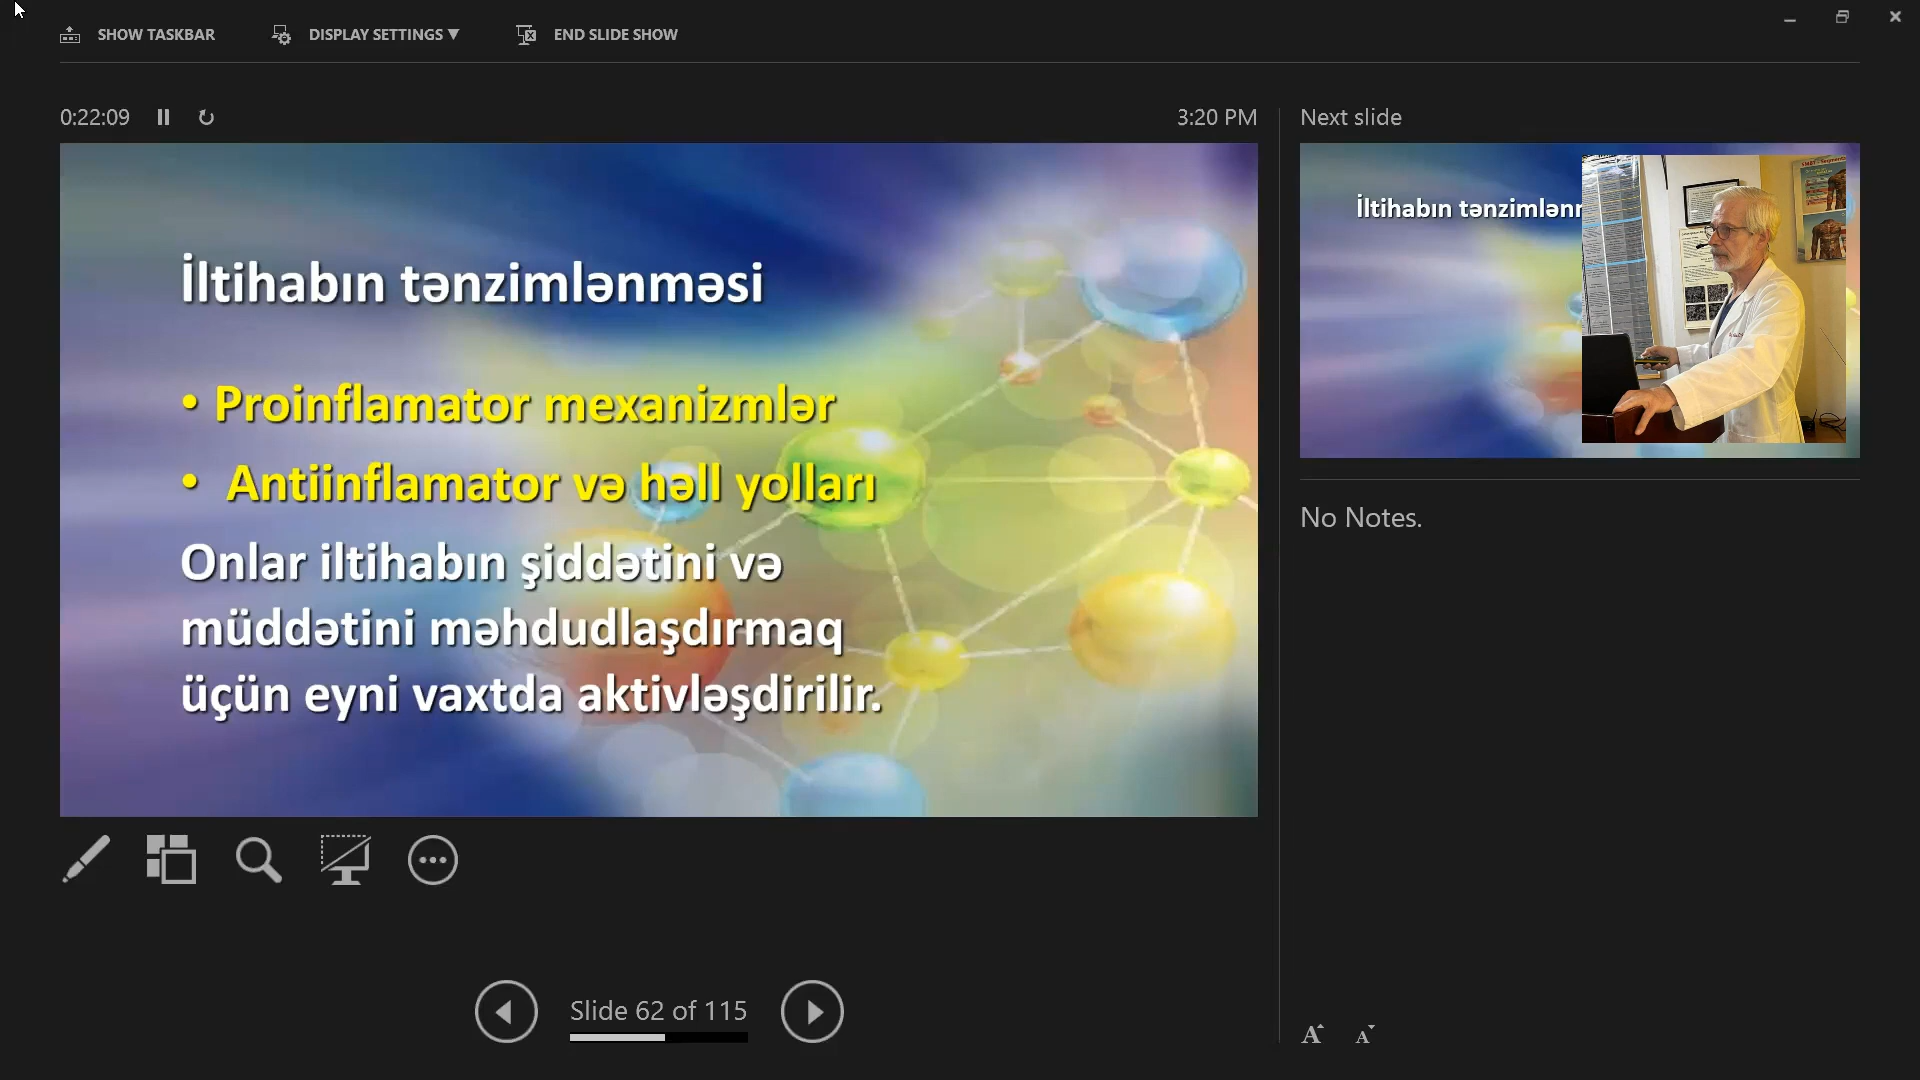 SHOW TASKBAR
DISPLAY SETTINGS ▼
END SLIDE SHOW
0:22:09
3:20 PM
Next slide
İltihabın tənzimlənməsi
• Proinflamator mexanizmlər
• Antiinflamator və həll yolları
Onlar iltihabın şiddətini və
müddətini məhdudlaşdırmaq
üçün eyni vaxtda aktivləşdirilir.
İltihabın
No Notes.
Slide 62 of 115